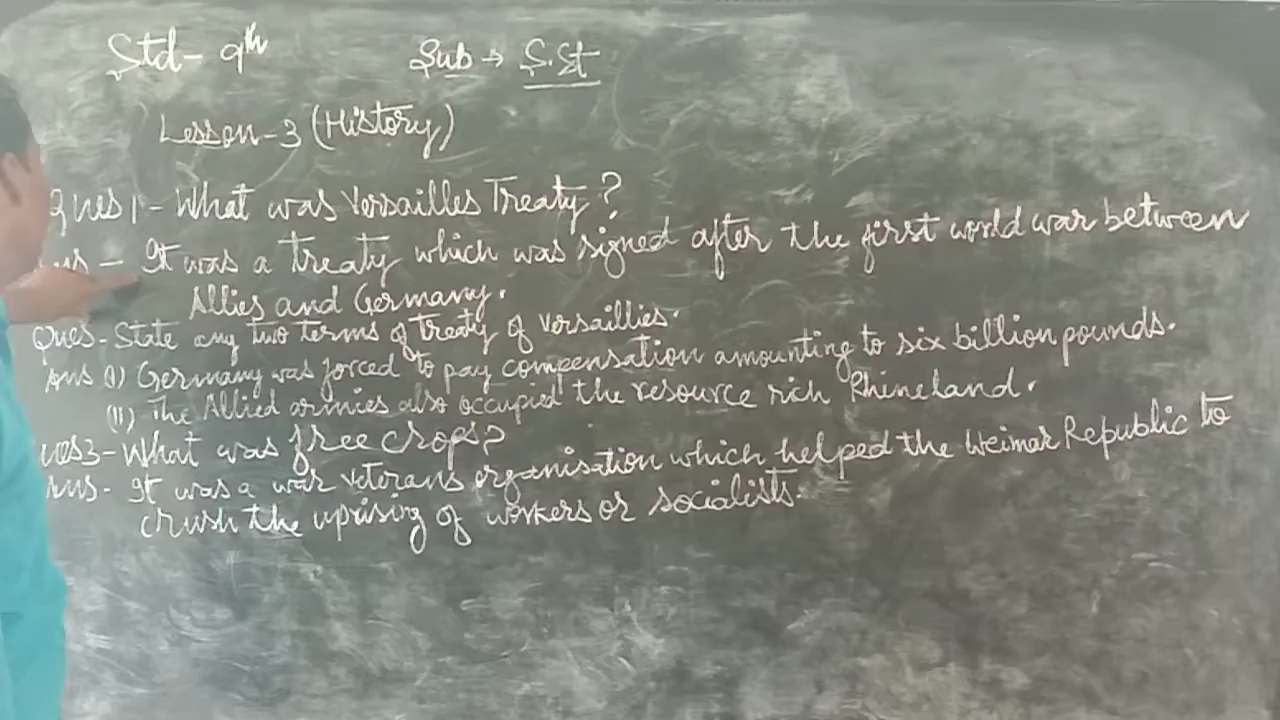 Std- 9th
Sub → S.St
Lesson-3 (History)
Ques 1- What was Versailles Treaty?
Ans - It was a treaty which was signed after the first world war between
Allies and Germany.
Ques- State any two terms of treaty of Versaillies.
Ans (I) Germany was forced to pay compensation amounting to six billion pounds.
(II) The Allied armies also occupied the resource rich Rhineland.
ues3- What was free crops?
Ans- It was a war veterans organisation which helped the Weimar Republic to
crush the uprising of workers or socialists.